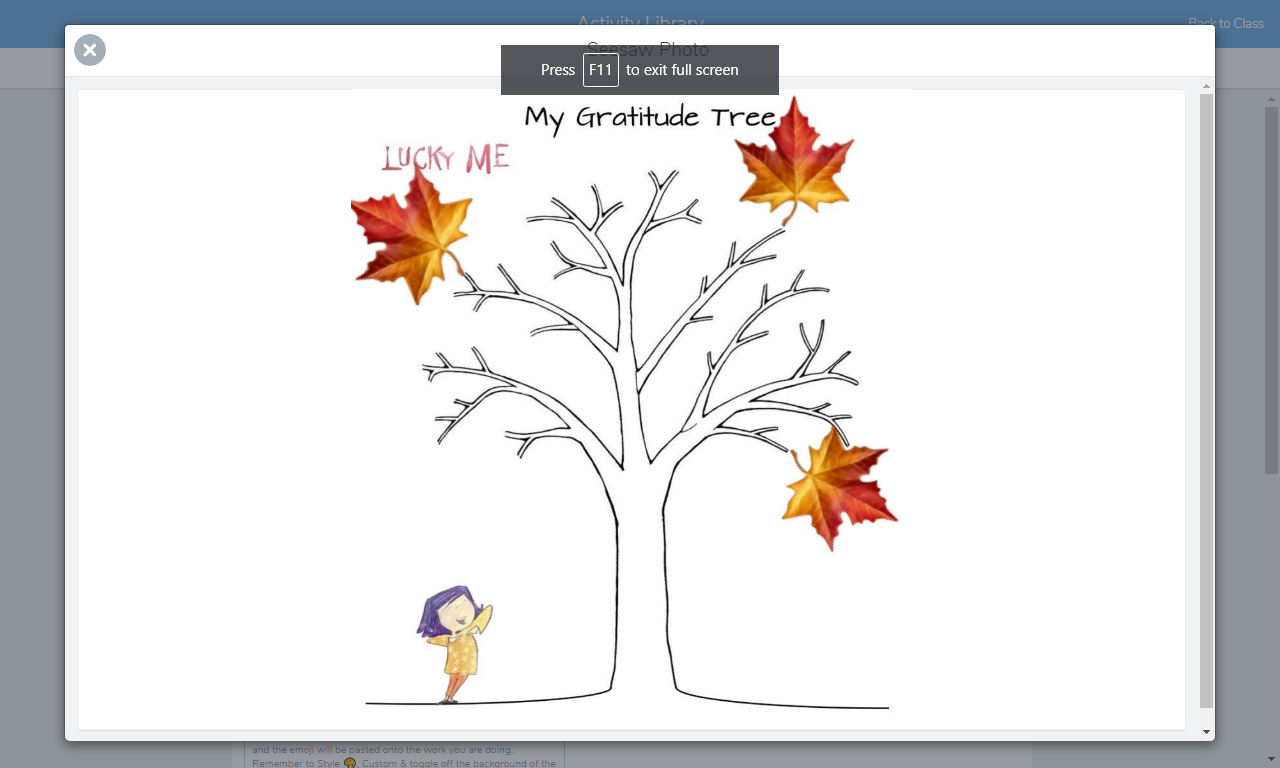 Activity Library
Back to Class
Seesaw Photo
Press F11 to exit full screen
My Gratitude Tree
LUCKY ME
and the emoji will be pasted onto the work you are doing.
Remember to Style 🎨, Custom & toggle off the background of the